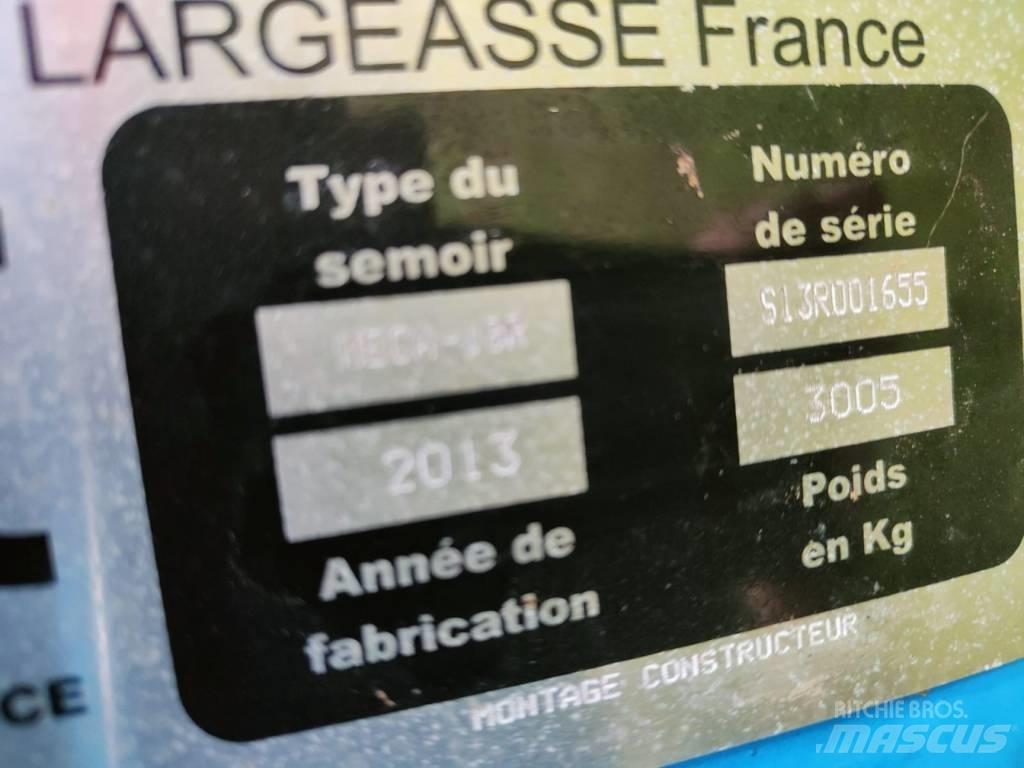 LARGEASSE France
Type du
semoir
Numéro
de série
S13R001655
2013
3005
Année de
fabrication
Poids
en Kg
MONTAGE CONSTRUCTEUR
CE
RITCHIE BROS.
MASCUS